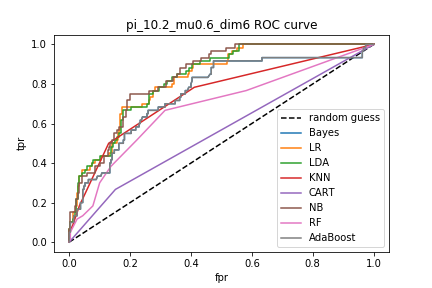 pi_10.2_mu0.6_dim6 ROC curve
tpr
1.0
0.8
0.6
0.4
0.2
0.0
random guess
Bayes
LR
LDA
KNN
CART
NB
RF
AdaBoost
0.0 0.2 0.4 0.6 0.8 1.0
fpr